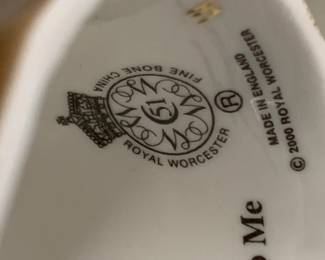 FINE BONE CHINA
51
ROYAL WORCESTER
®
MADE IN ENGLAND
© 2000 ROYAL WORCESTER
Me